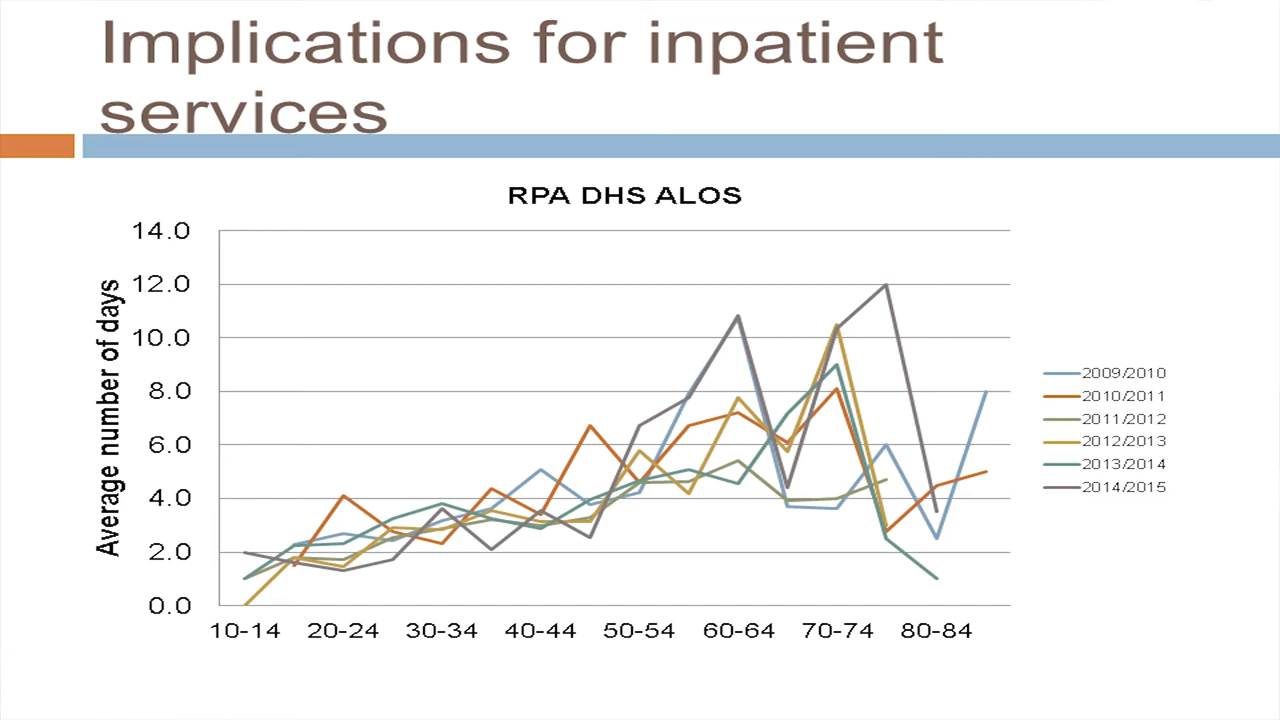 Implications for inpatient
services
RPA DHS ALOS
Average number of days
14.0
12.0
10.0
8.0
6.0
4.0
2.0
0.0
10-14 20-24 30-34 40-44 50-54 60-64 70-74 80-84
2009/2010
2010/2011
2011/2012
2012/2013
2013/2014
2014/2015